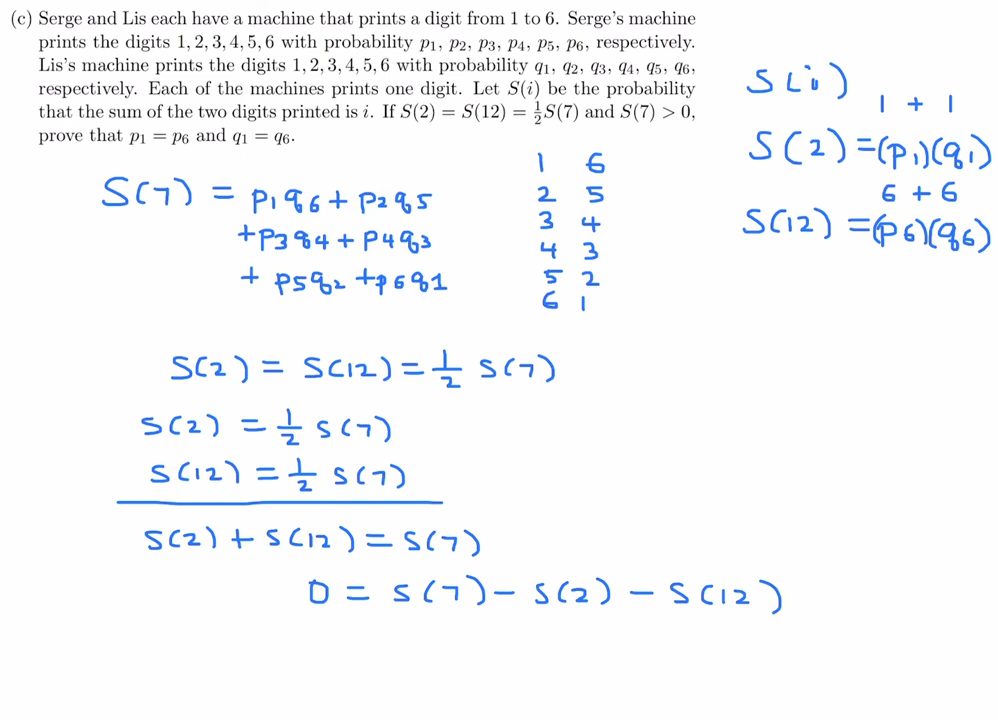 (c) Serge and Lis each have a machine that prints a digit from 1 to 6. Serge's machine
prints the digits 1, 2, 3, 4, 5, 6 with probability p₁, p₂, p₃, p₄, p₅, p₆, respectively.
Lis's machine prints the digits 1, 2, 3, 4, 5, 6 with probability q₁, q₂, q₃, q₄, q₅, q₆,
respectively. Each of the machines prints one digit. Let S(i) be the probability
that the sum of the two digits printed is i. If S(2) = S(12) = ½S(7) and S(7) > 0,
prove that p₁ = p₆ and q₁ = q₆.
S(i)
1 + 1
S(2) = (p₁)(q₁)
6 + 6
S(12) = (p6)(q6)
S(7) = p₁q6 + p2q5
+p3q4 + p4q3
+ p5q2 + p6q1
1 6
2 5
3 4
4 3
5 2
6 1
S(2) = S(12) = ½ S(7)
S(2) = ½ S(7)
S(12) = ½ S(7)
S(2) + S(12) = S(7)
0 = S(7) - S(2) - S(12)